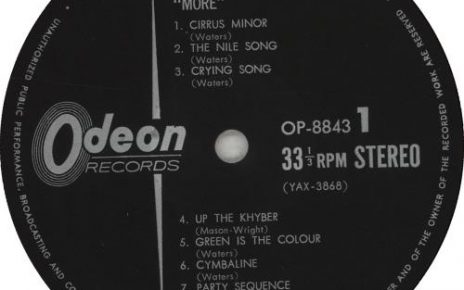 "MORE"
1. CIRRUS MINOR
(Waters)
2. THE NILE SONG
(Waters)
3. CRYING SONG
(Waters)
Odeon
RECORDS
OP-8843 1
33 1/3 RPM STEREO
(YAX-3868)
4. UP THE KHYBER
(Mason-Wright)
5. GREEN IS THE COLOUR
(Waters)
6. CYMBALINE
(Waters)
7. PARTY SEQUENCE
UNAUTHORIZED PUBLIC PERFORMANCE, BROADCASTING AND
AND OF THE OWNER OF THE RECORDED WORK ARE RESERVED